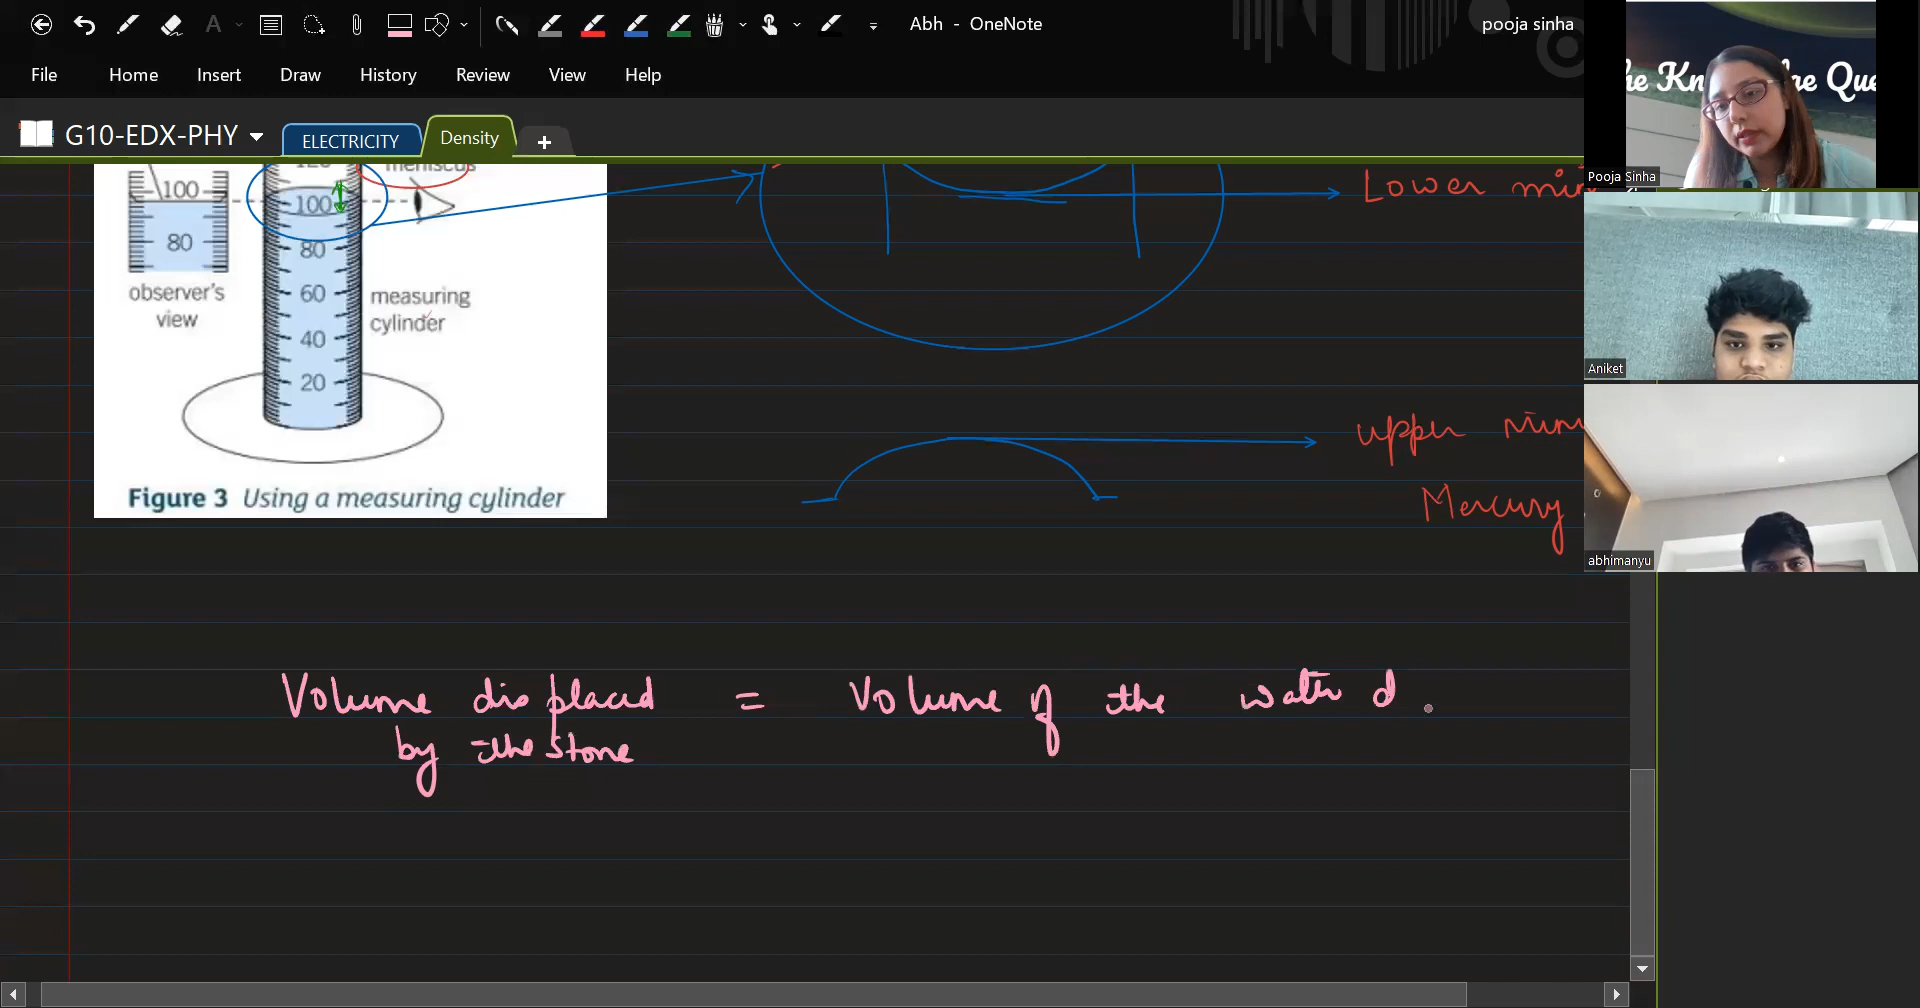 Abh - OneNote
pooja sinha
File Home Insert Draw History Review View Help
G10-EDX-PHY
ELECTRICITY
Density
Pooja Sinha
Aniket
abhimanyu
100
80
observer's
view
meniscus
100
80
60
40
20
measuring
cylinder
Figure 3 Using a measuring cylinder
Lower
upper
Mercury
Volume displaced = Volume of the water d
by the stone